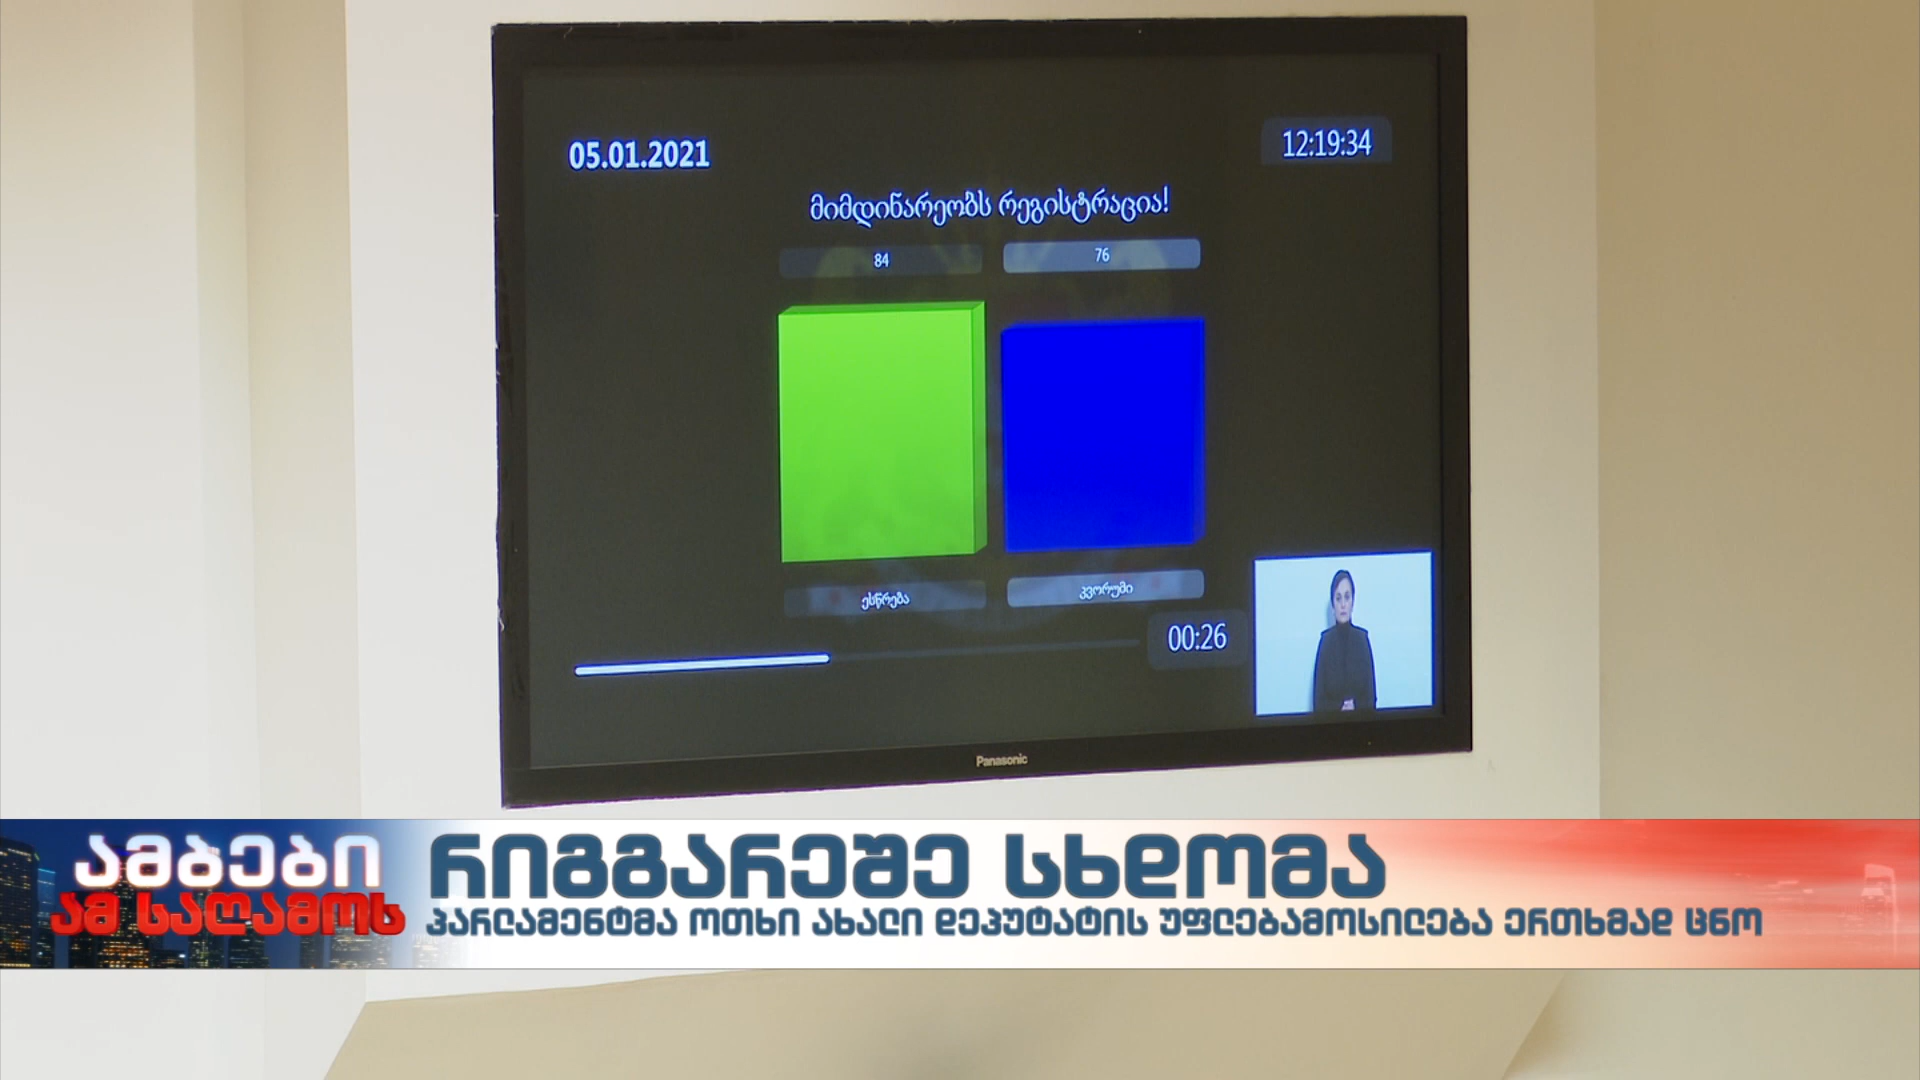 05.01.2021
12:19:34
მიმდინარეობს რეგისტრაცია!
84
76
ესწრება
კვორუმი
00:26
Panasonic
ამბები
ამ საღამოს
რიგგარეშე სხდომა
პარლამენტმა ოთხი ახალი დეპუტატის უფლებამოსილება ერთხმად ცნო